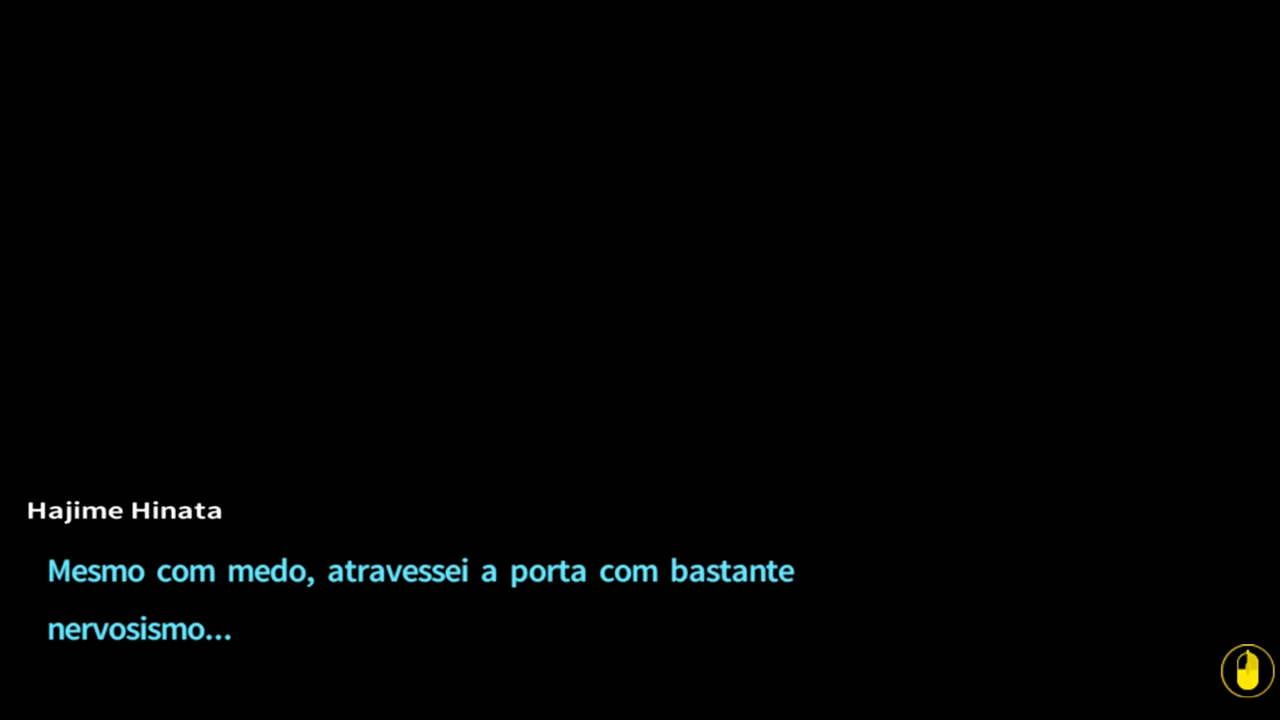 Hajime Hinata
Mesmo com medo, atravessei a porta com bastante
nervosismo...